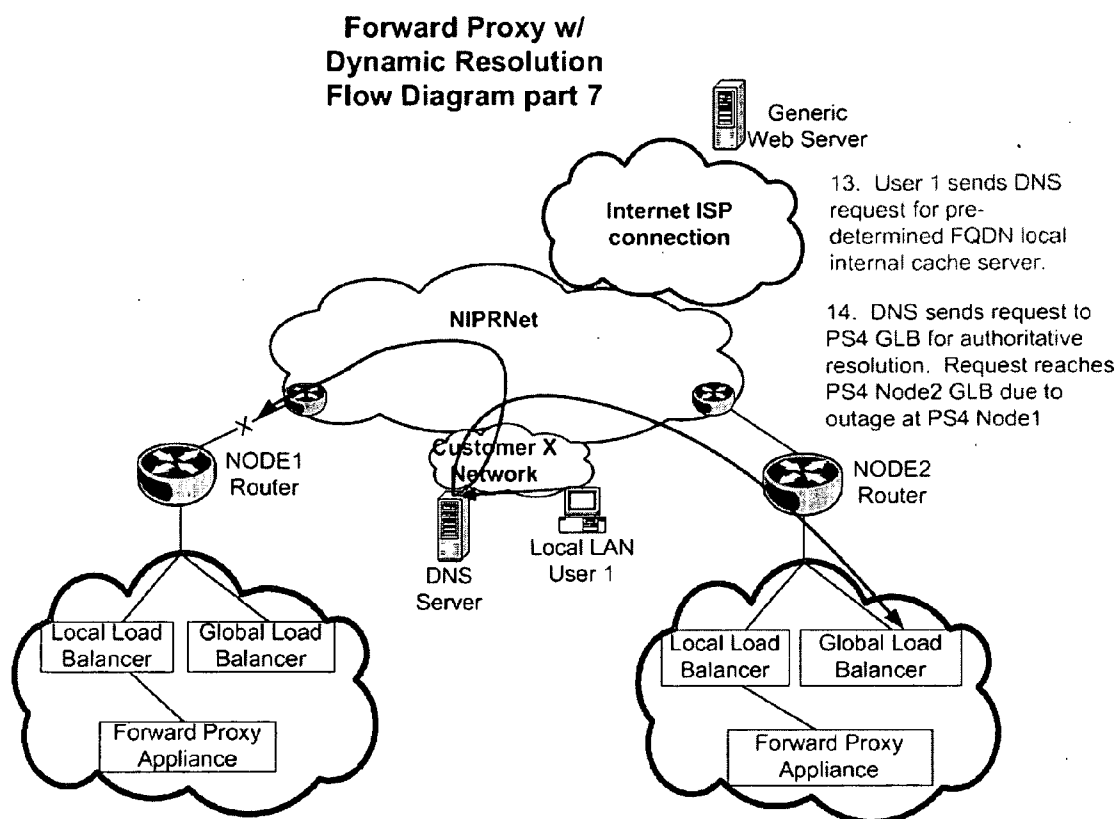 Forward Proxy w/
Dynamic Resolution
Flow Diagram part 7
Generic
Web Server
Internet ISP
connection
13. User 1 sends DNS
request for pre-
determined FQDN local
internal cache server.
14. DNS sends request to
PS4 GLB for authoritative
resolution. Request reaches
PS4 Node2 GLB due to
outage at PS4 Node1
NIPRNet
X
Customer X
Network
NODE1
Router
NODE2
Router
DNS
Server
Local LAN
User 1
Local Load
Balancer
Global Load
Balancer
Forward Proxy
Appliance
Local Load
Balancer
Global Load
Balancer
Forward Proxy
Appliance